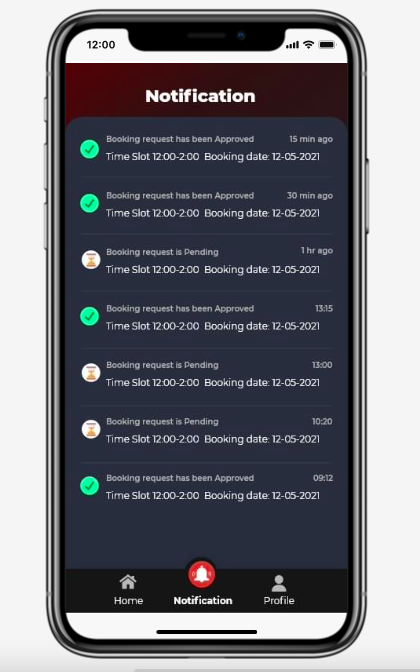 12:00
Notification
Booking request has been Approved 15 min ago
Time Slot 12:00-2:00 Booking date: 12-05-2021
Booking request has been Approved 30 min ago
Time Slot 12:00-2:00 Booking date: 12-05-2021
Booking request is Pending 1 hr ago
Time Slot 12:00-2:00 Booking date: 12-05-2021
Booking request has been Approved 13:15
Time Slot 12:00-2:00 Booking date: 12-05-2021
Booking request is Pending 13:00
Time Slot 12:00-2:00 Booking date: 12-05-2021
Booking request is Pending 10:20
Time Slot 12:00-2:00 Booking date: 12-05-2021
Booking request has been Approved 09:12
Time Slot 12:00-2:00 Booking date: 12-05-2021
Home Notification Profile